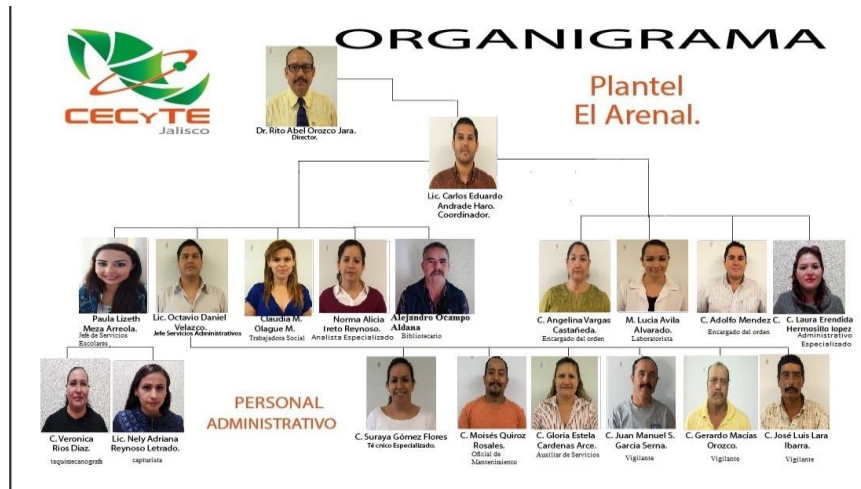 ORGANIGRAMA
CECyTE
Jalisco
Plantel
El Arenal.
Dr. Rito Abel Orozco Jara.
Director.
Lic. Carlos Eduardo
Andrade Haro.
Coordinador.
Paula Lizeth
Meza Arreola.
Jefe de Servicios
Escolares
Lic. Octavio Daniel
Velazco.
Jefe Servicios Administrativos
Claudia M.
Olague M.
Trabajadora Social
Norma Alicia
Ireto Reynoso.
Analista Especializado
Alejandro Ocampo
Aldana
Bibliotecario
C. Angelina Vargas
Castañeda.
Encargado del orden
M. Lucia Avila
Alvarado.
Laboratorista
C. Adolfo Mendez C.
Encargado del orden
C. Laura Erendida
Hermosillo lopez
Administrativo
Especializado
C. Veronica
Rios Diaz.
taquimecanografa
Lic. Nely Adriana
Reynoso Letrado.
capturista
PERSONAL
ADMINISTRATIVO
C. Suraya Gómez Flores
Técnico Especializado.
C. Moisés Quiroz
Rosales.
Oficial de
Mantenimiento
C. Gloria Estela
Cardenas Arce.
Auxiliar de Servicios
C. Juan Manuel S.
Garcia Serna.
Vigilante
C. Gerardo Macías
Orozco.
Vigilante
C. José Luis Lara
Ibarra.
Vigilante